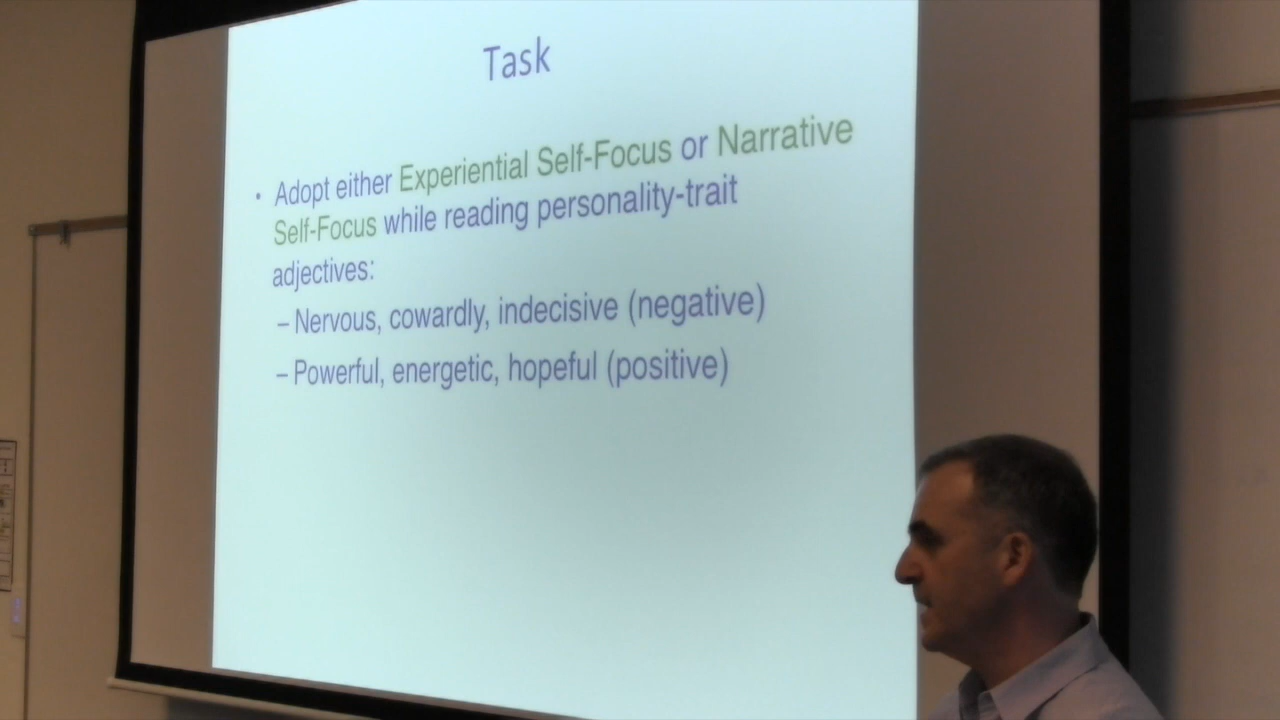 Task
• Adopt either Experiential Self-Focus or Narrative
Self-Focus while reading personality-trait
adjectives:
– Nervous, cowardly, indecisive (negative)
– Powerful, energetic, hopeful (positive)